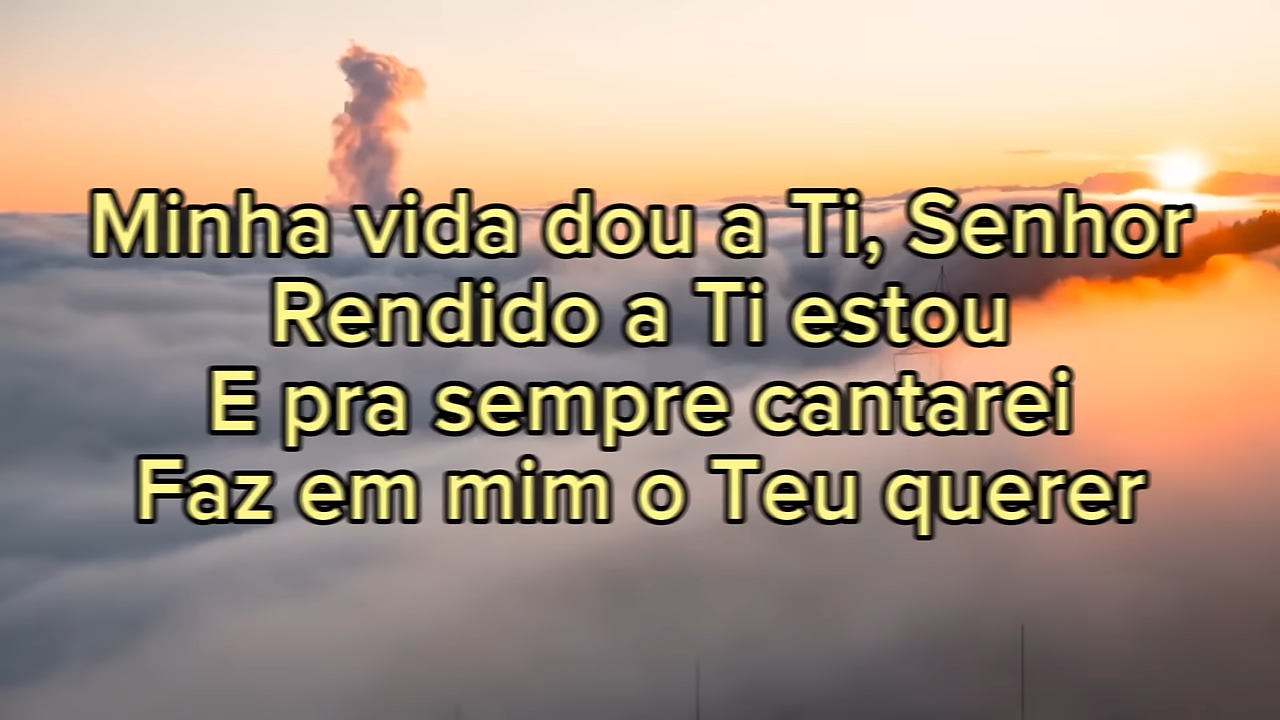 Minha vida dou a Ti, Senhor
Rendido a Ti estou
E pra sempre cantarei
Faz em mim o Teu querer